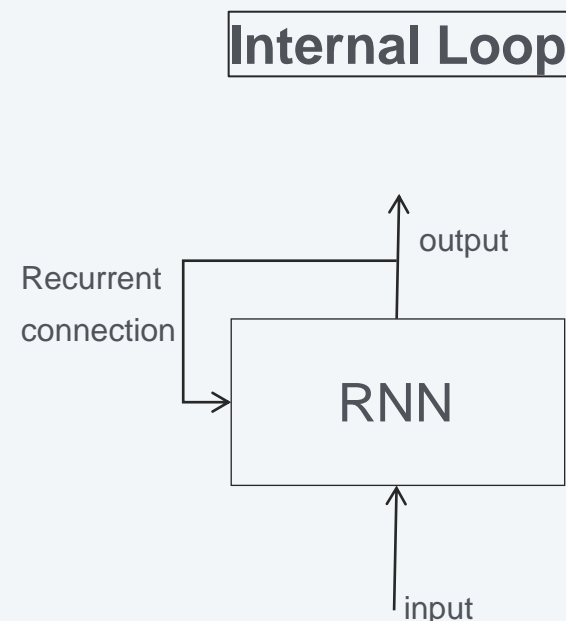 Internal Loop
output
Recurrent
connection
RNN
input